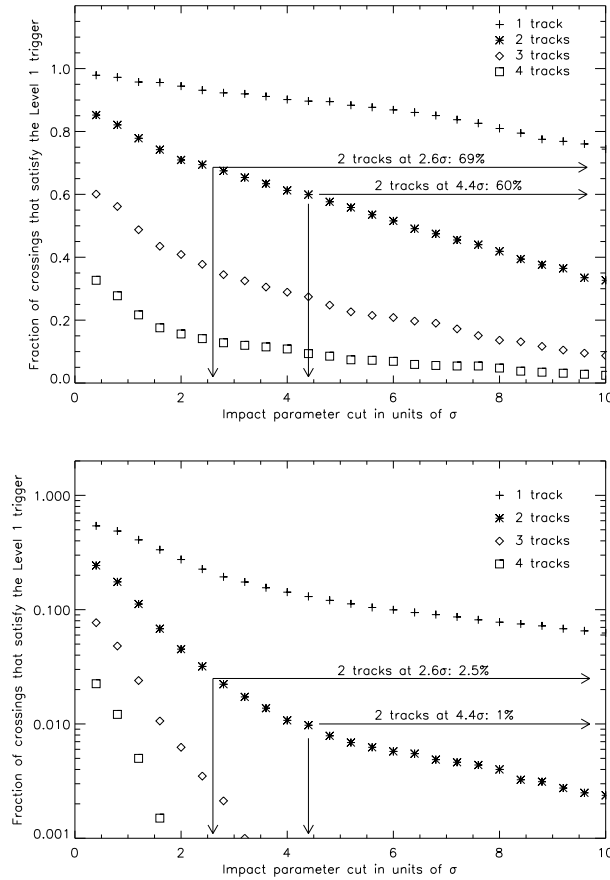 Fraction of crossings that satisfy the Level 1 trigger
1 track
2 tracks
3 tracks
4 tracks
1.0
0.8
0.6
0.4
0.2
0.0
2 tracks at 2.6σ: 69%
2 tracks at 4.4σ: 60%
0 2 4 6 8 10
Impact parameter cut in units of σ
Fraction of crossings that satisfy the Level 1 trigger
1 track
2 tracks
3 tracks
4 tracks
1.000
0.100
0.010
0.001
2 tracks at 2.6σ: 2.5%
2 tracks at 4.4σ: 1%
0 2 4 6 8 10
Impact parameter cut in units of σ